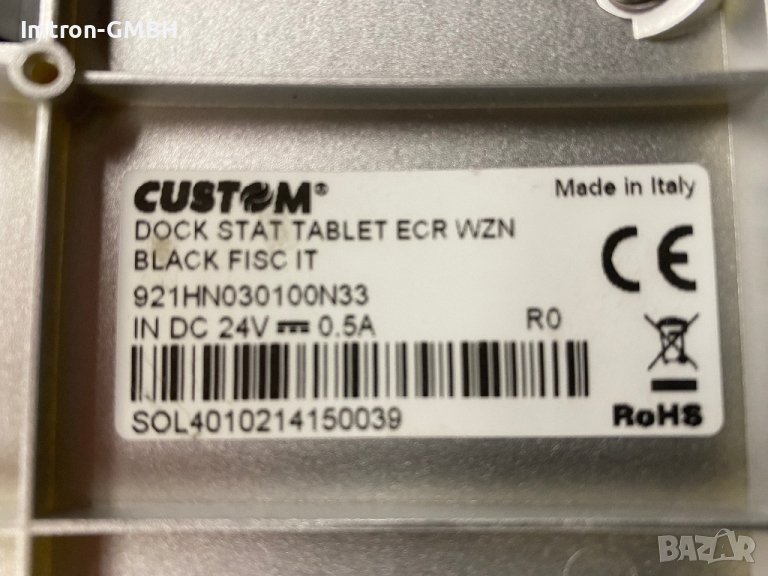 Imtron-GMBH
CUSTOM®
Made in Italy
DOCK STAT TABLET ECR WZN
BLACK FISC IT
921HN030100N33
IN DC 24V ⎓ 0.5A
R0
CE
SOL4010214150039
RoHS
BAZAR